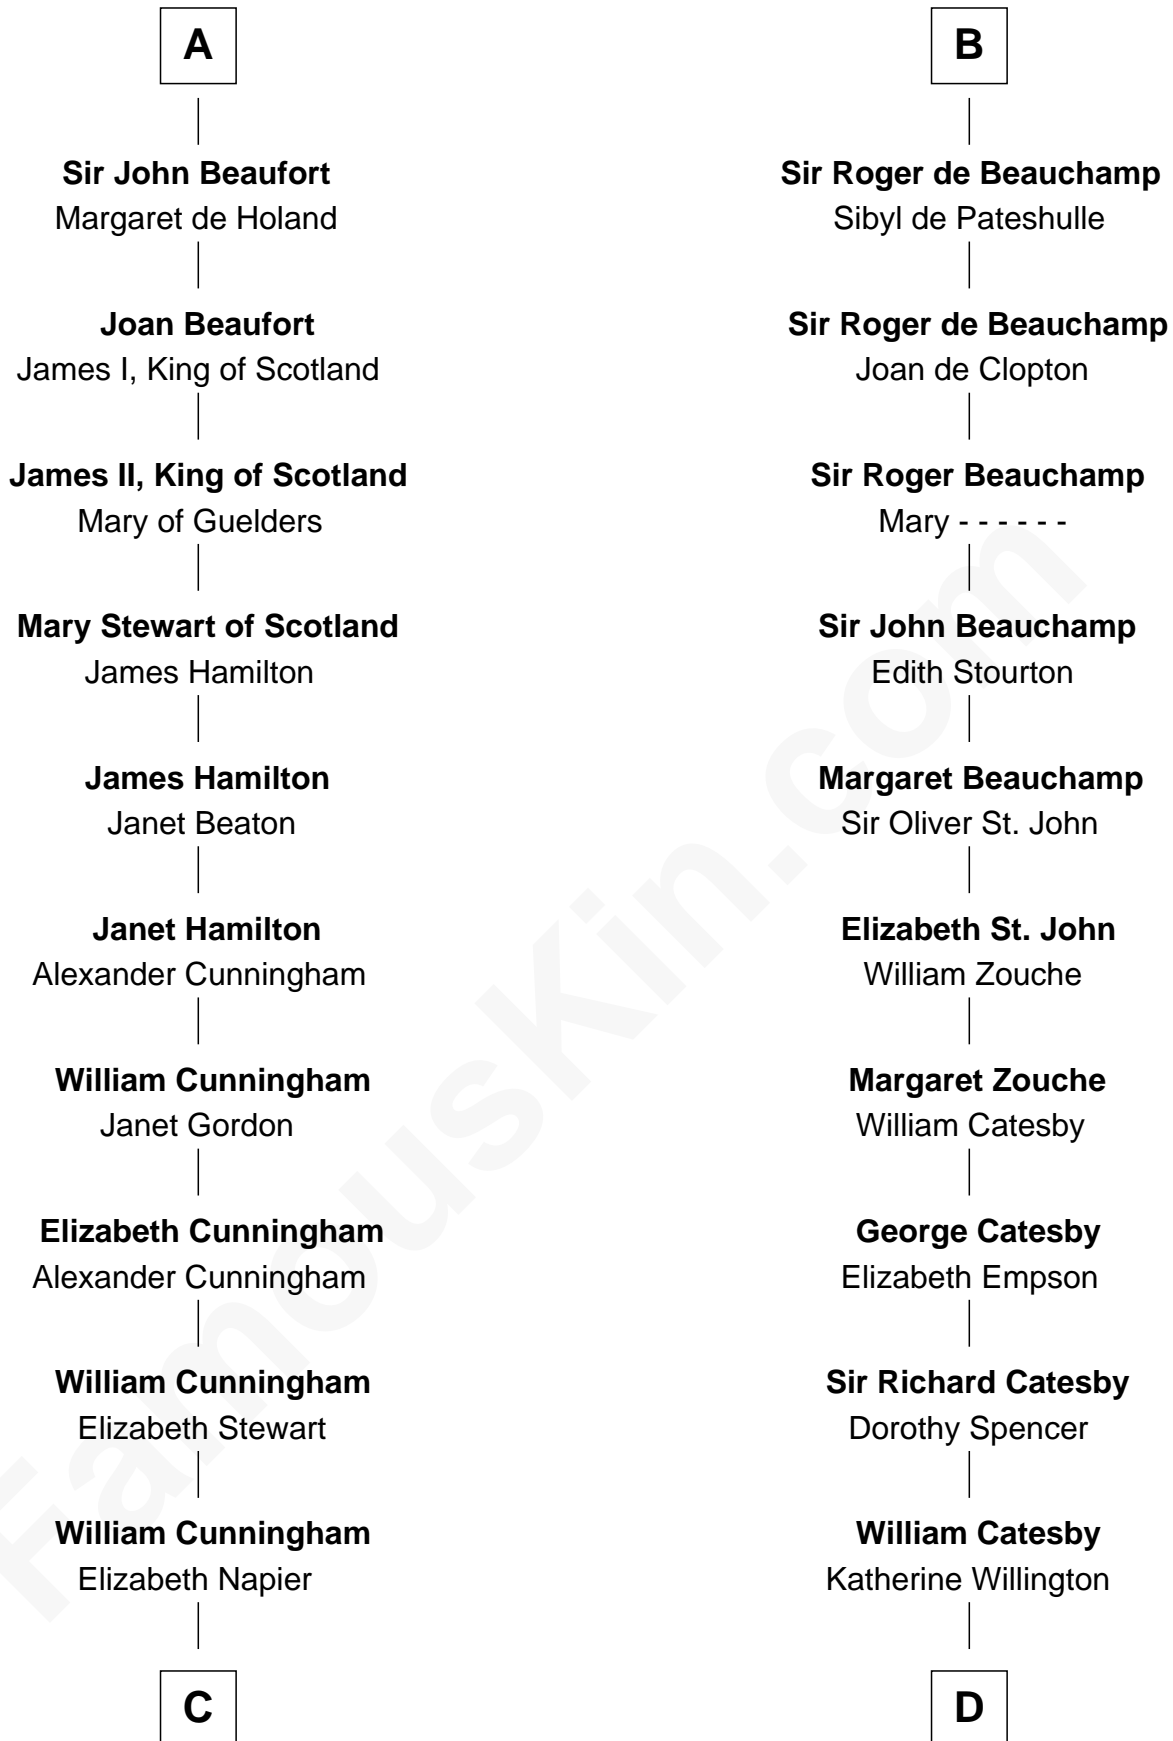 A
Sir John Beaufort
Margaret de Holand
Joan Beaufort
James I, King of Scotland
James II, King of Scotland
Mary of Guelders
Mary Stewart of Scotland
James Hamilton
James Hamilton
Janet Beaton
Janet Hamilton
Alexander Cunningham
William Cunningham
Janet Gordon
Elizabeth Cunningham
Alexander Cunningham
William Cunningham
Elizabeth Stewart
William Cunningham
Elizabeth Napier
C
B
Sir Roger de Beauchamp
Sibyl de Pateshulle
Sir Roger de Beauchamp
Joan de Clopton
Sir Roger Beauchamp
Mary - - - - - -
Sir John Beauchamp
Edith Stourton
Margaret Beauchamp
Sir Oliver St. John
Elizabeth St. John
William Zouche
Margaret Zouche
William Catesby
George Catesby
Elizabeth Empson
Sir Richard Catesby
Dorothy Spencer
William Catesby
Katherine Willington
D
FamousKin.com